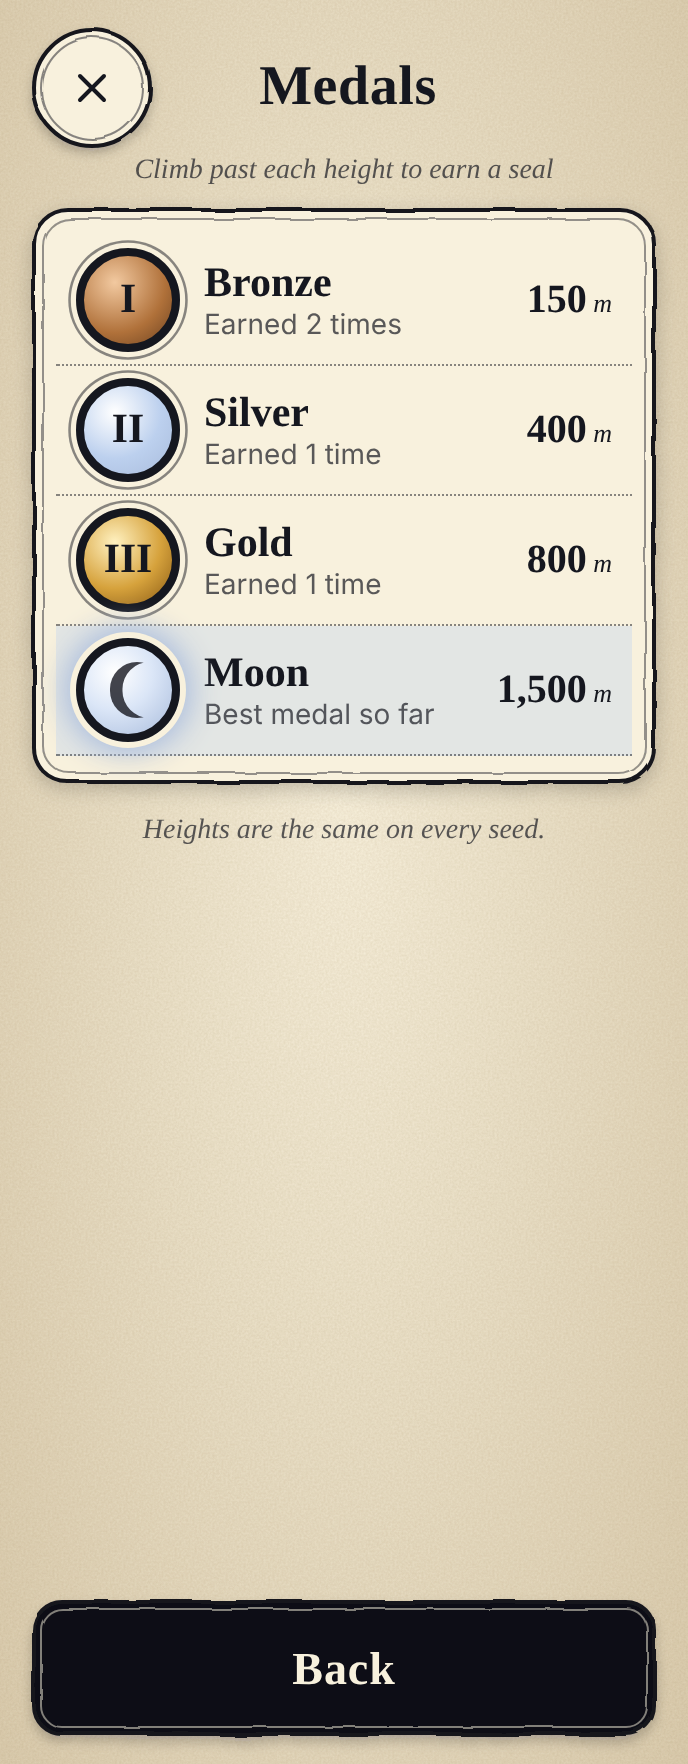 Medals
Climb past each height to earn a seal
I
Bronze
Earned 2 times
150 m
II
Silver
Earned 1 time
400 m
III
Gold
Earned 1 time
800 m
Moon
Best medal so far
1,500 m
Heights are the same on every seed.
Back